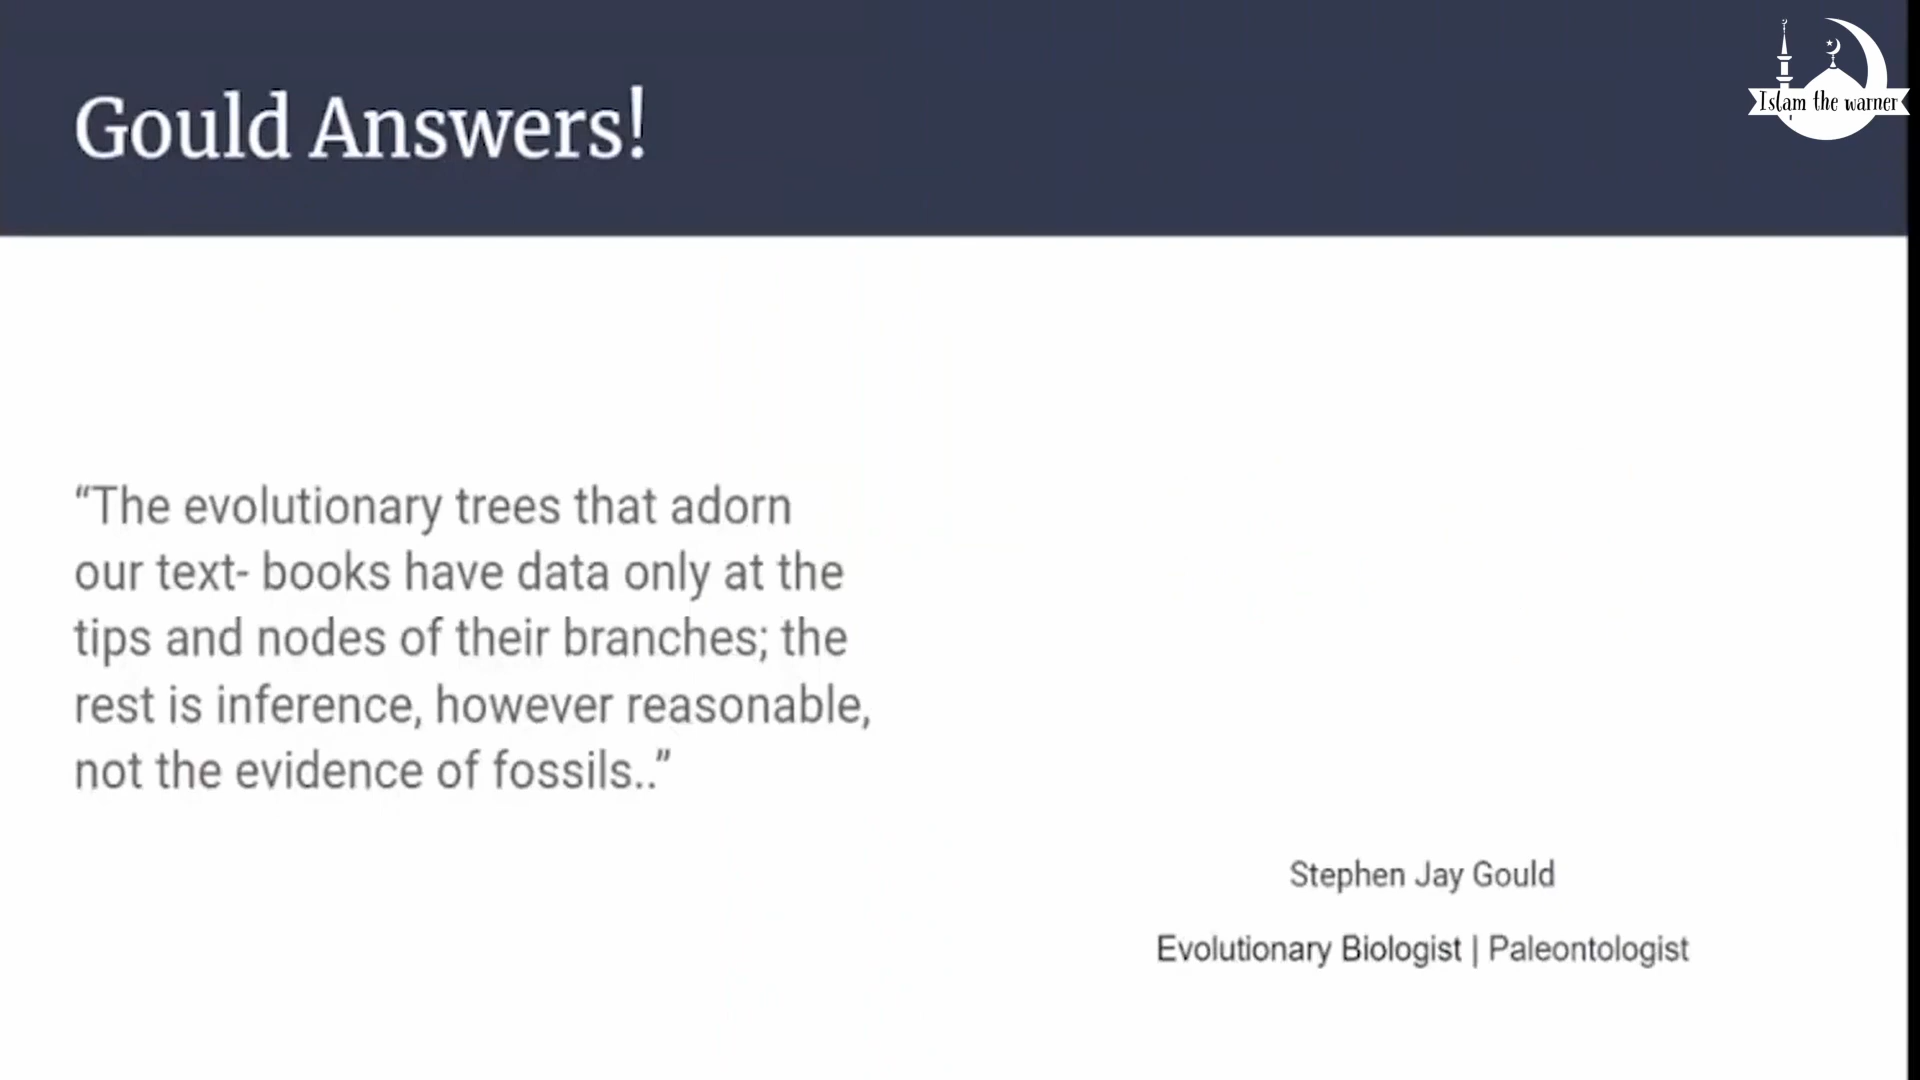 Gould Answers!
Islam the warner
“The evolutionary trees that adorn
our text- books have data only at the
tips and nodes of their branches; the
rest is inference, however reasonable,
not the evidence of fossils..”
Stephen Jay Gould
Evolutionary Biologist | Paleontologist